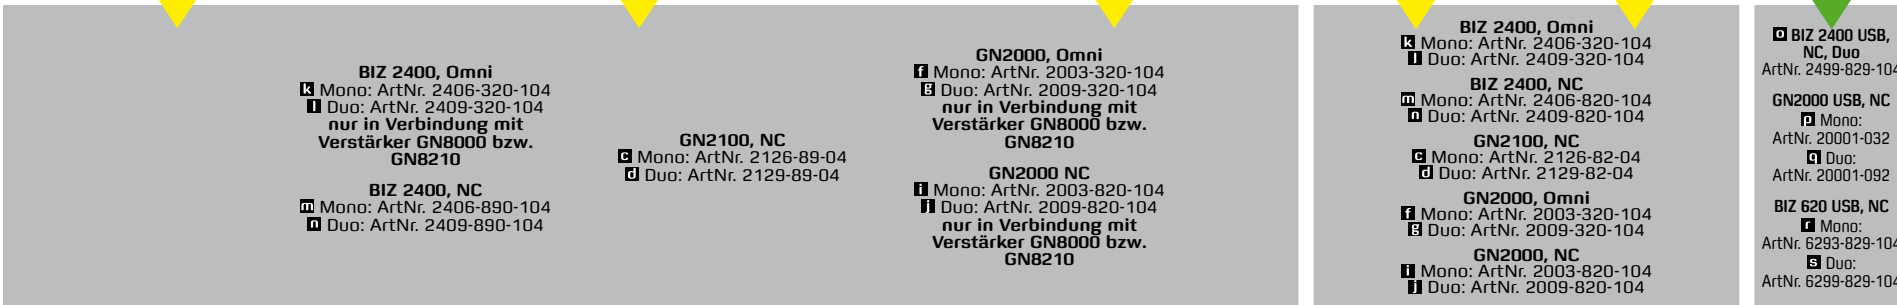 BIZ 2400, Omni
k Mono: ArtNr. 2406-320-104
l Duo: ArtNr. 2409-320-104
nur in Verbindung mit
Verstärker GN8000 bzw.
GN8210
BIZ 2400, NC
m Mono: ArtNr. 2406-890-104
n Duo: ArtNr. 2409-890-104
GN2100, NC
c Mono: ArtNr. 2126-89-04
d Duo: ArtNr. 2129-89-04
GN2000, Omni
f Mono: ArtNr. 2003-320-104
g Duo: ArtNr. 2009-320-104
nur in Verbindung mit
Verstärker GN8000 bzw.
GN8210
GN2000 NC
i Mono: ArtNr. 2003-820-104
j Duo: ArtNr. 2009-820-104
nur in Verbindung mit
Verstärker GN8000 bzw.
GN8210
BIZ 2400, Omni
k Mono: ArtNr. 2406-320-104
l Duo: ArtNr. 2409-320-104
BIZ 2400, NC
m Mono: ArtNr. 2406-820-104
n Duo: ArtNr. 2409-820-104
GN2100, NC
c Mono: ArtNr. 2126-82-04
d Duo: ArtNr. 2129-82-04
GN2000, Omni
f Mono: ArtNr. 2003-320-104
g Duo: ArtNr. 2009-320-104
GN2000, NC
i Mono: ArtNr. 2003-820-104
j Duo: ArtNr. 2009-820-104
o BIZ 2400 USB,
NC, Duo
ArtNr. 2499-829-104
GN2000 USB, NC
p Mono:
ArtNr. 20001-032
q Duo:
ArtNr. 20001-092
BIZ 620 USB, NC
r Mono:
ArtNr. 6293-829-104
s Duo:
ArtNr. 6299-829-104